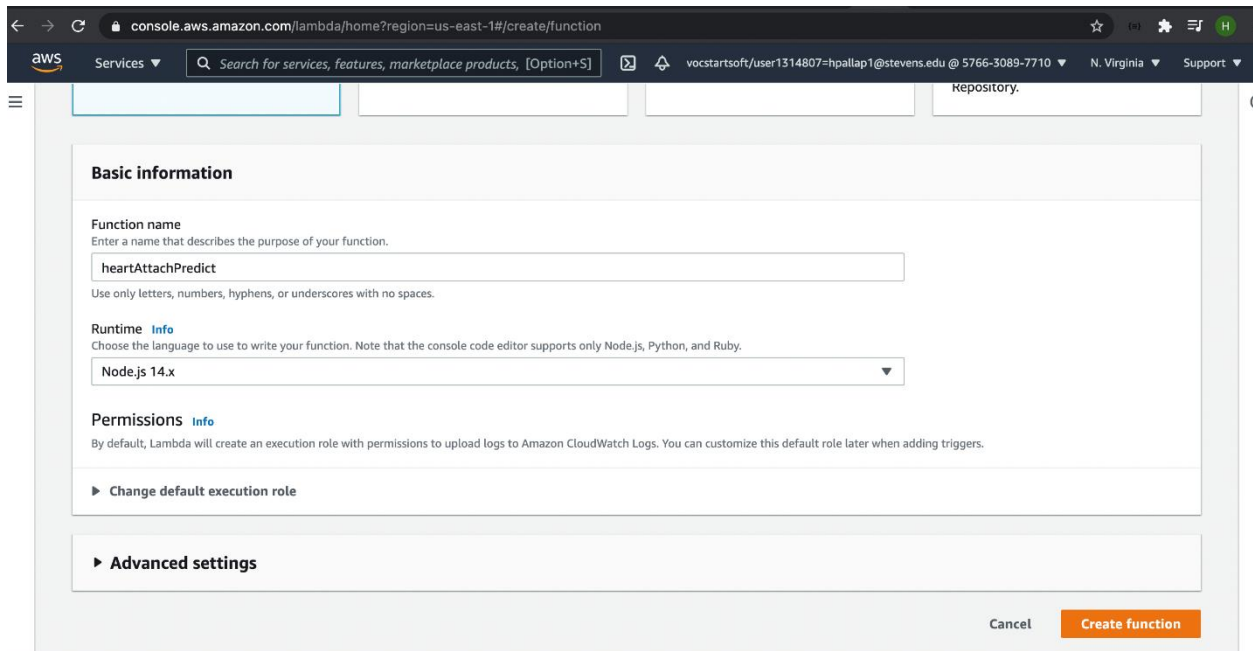 console.aws.amazon.com/lambda/home?region=us-east-1#/create/function
H
aws Services Search for services, features, marketplace products, [Option+S] vocstartsoft/user1314807=hpallap1@stevens.edu @ 5766-3089-7710 N. Virginia Support
Repository.
Basic information
Function name
Enter a name that describes the purpose of your function.
heartAttachPredict
Use only letters, numbers, hyphens, or underscores with no spaces.
Runtime Info
Choose the language to use to write your function. Note that the console code editor supports only Node.js, Python, and Ruby.
Node.js 14.x
Permissions Info
By default, Lambda will create an execution role with permissions to upload logs to Amazon CloudWatch Logs. You can customize this default role later when adding triggers.
Change default execution role
Advanced settings
Cancel Create function